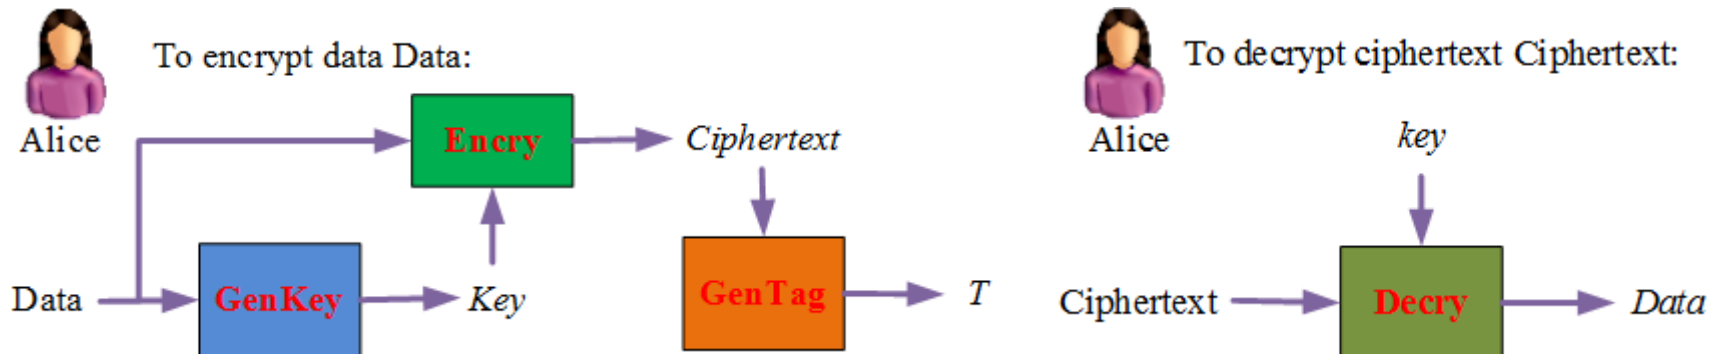 To encrypt data Data:
Alice
Encry
Ciphertext
Data
GenKey
Key
GenTag
T
To decrypt ciphertext Ciphertext:
Alice
key
Ciphertext
Decry
Data